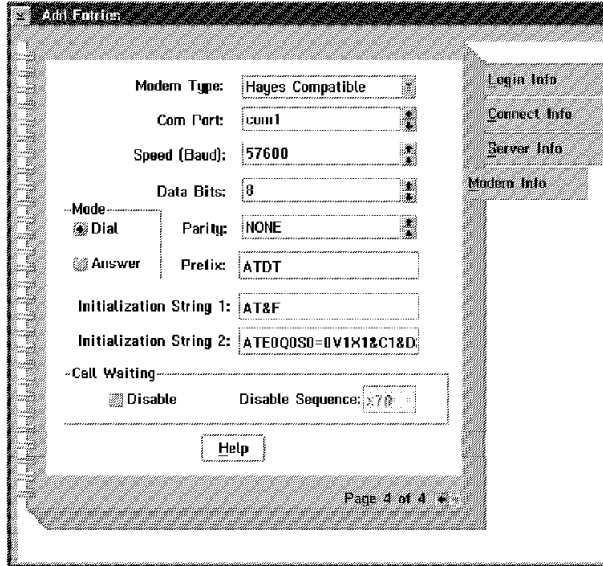 Add Entries
Modem Type: Hayes Compatible
Com Port: com1
Speed (Baud): 57600
Data Bits: 8
Mode
Dial
Parity: NONE
Answer
Prefix: ATDT
Initialization String 1: AT&F
Initialization String 2: ATE0Q0S0=0V1X1&C1&D
Call Waiting
Disable
Disable Sequence: x70
Help
Page 4 of 4
Login Info
Connect Info
Server Info
Modem Info